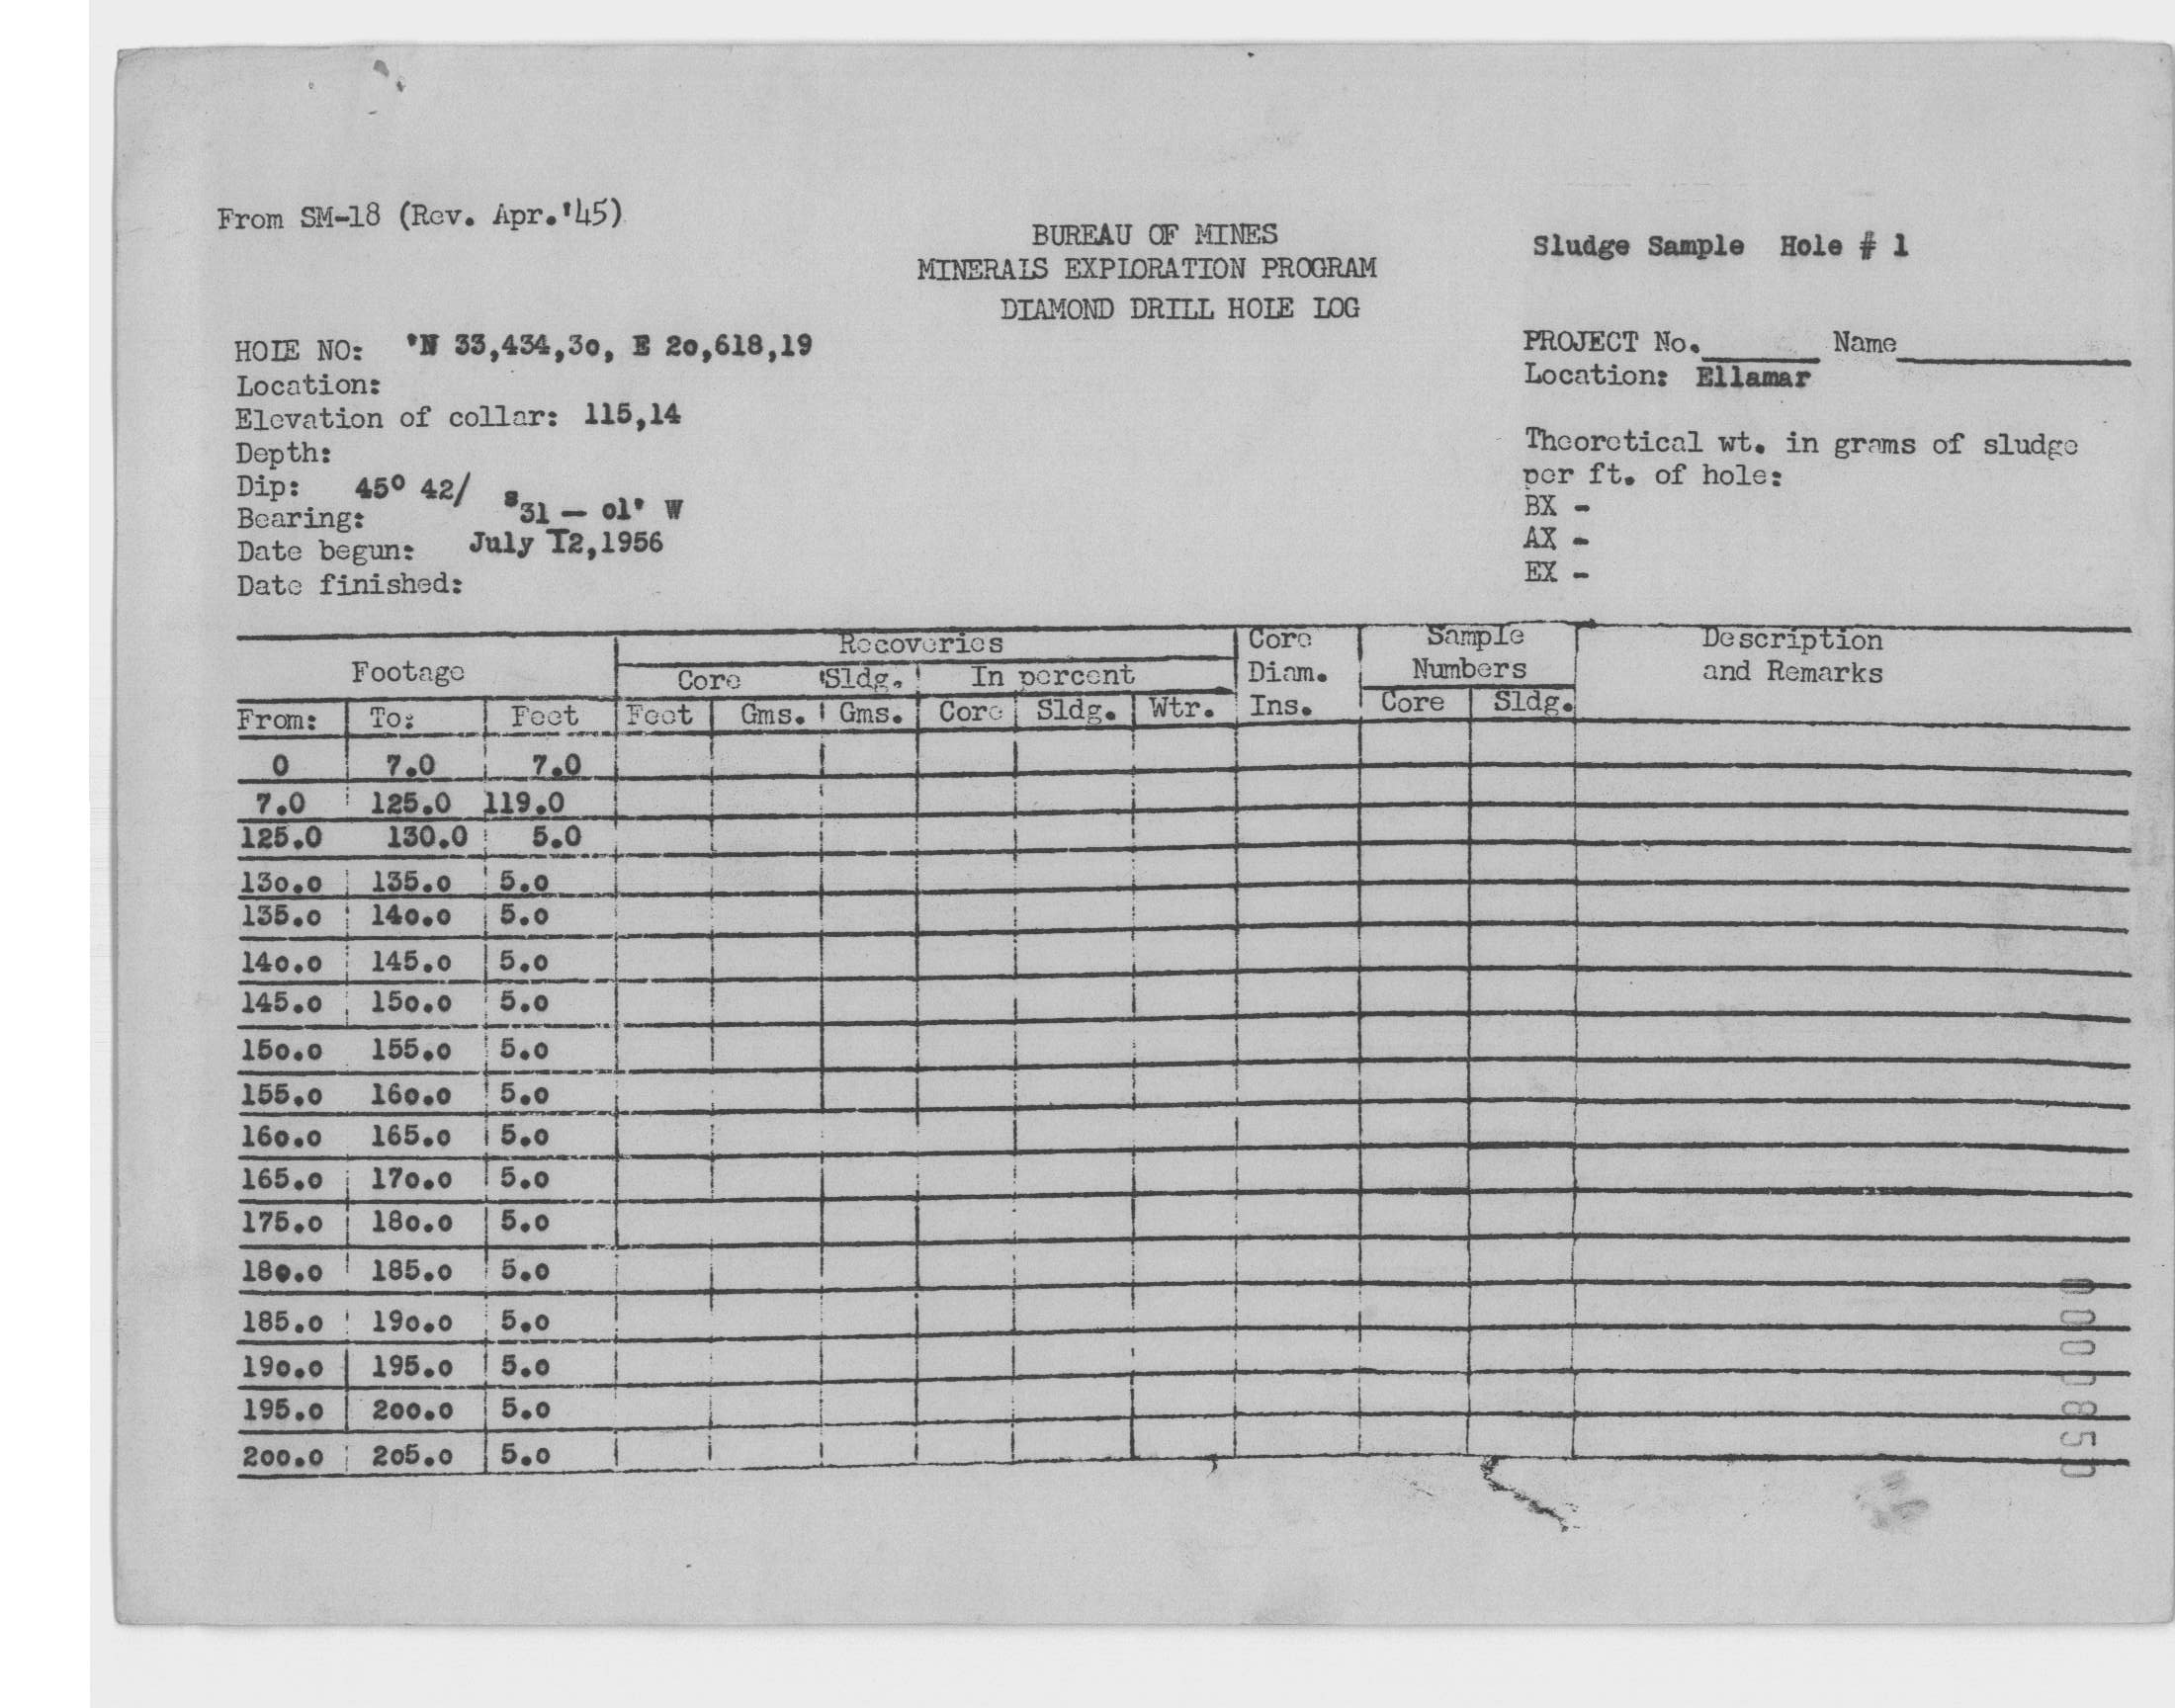 From SM-18 (Rev. Apr.'45)
BUREAU OF MINES
MINERALS EXPLORATION PROGRAM
DIAMOND DRILL HOLE LOG
Sludge Sample Hole # 1
HOLE NO: 'N 33,434,30, E 20,618,19
Location:
Elevation of collar: 115,14
Depth:
Dip: 45° 42/
Bearing: S 31 - 01' W
Date begun: July 12,1956
Date finished:
PROJECT No. Name
Location: Ellamar
Theoretical wt. in grams of sludge
per ft. of hole:
BX -
AX -
EX -
Footage Recoveries Core Diam. Ins. Sample Numbers Description and Remarks
Core Sldg. In percent
From: To: Feet Feet Gms. Gms. Core Sldg. Wtr. Core Sldg.
0 7.0 7.0
7.0 125.0 119.0
125.0 130.0 5.0
130.0 135.0 5.0
135.0 140.0 5.0
140.0 145.0 5.0
145.0 150.0 5.0
150.0 155.0 5.0
155.0 160.0 5.0
160.0 165.0 5.0
165.0 170.0 5.0
175.0 180.0 5.0
180.0 185.0 5.0
185.0 190.0 5.0
190.0 195.0 5.0
195.0 200.0 5.0
200.0 205.0 5.0